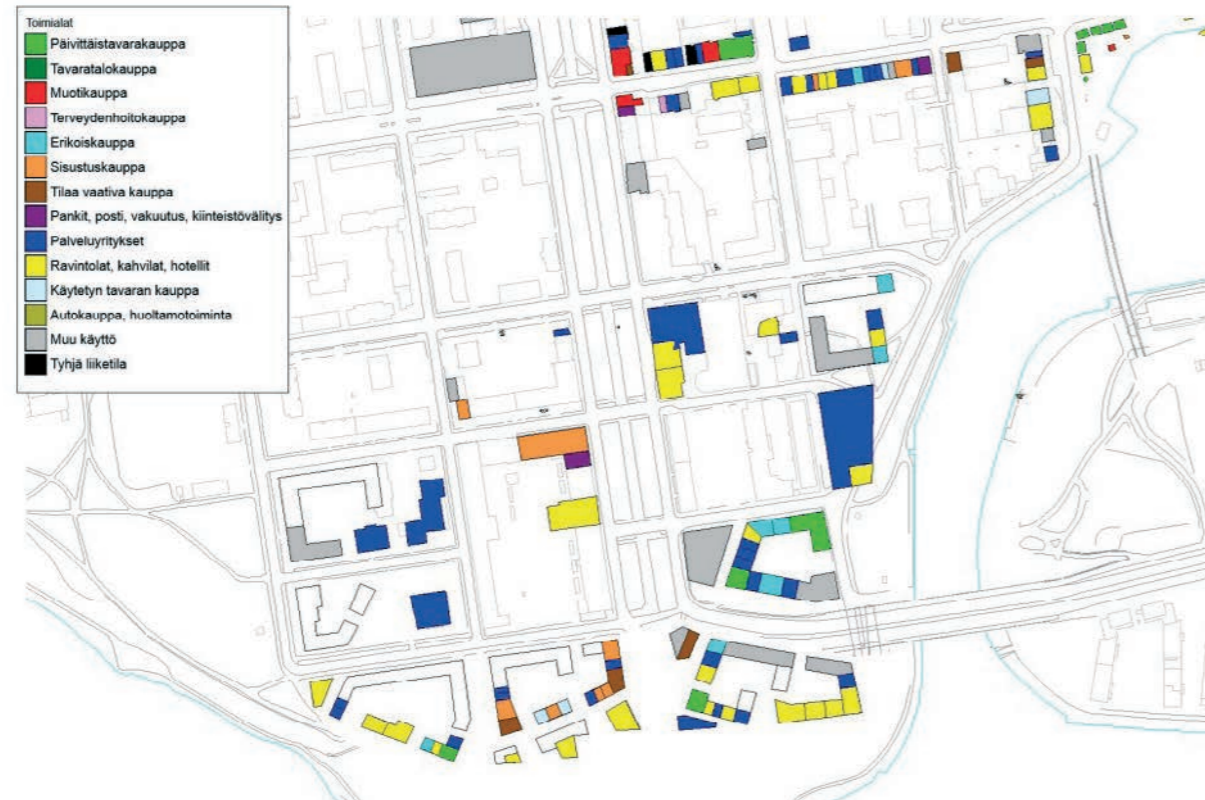 Toimialat
Päivittäistavarakauppa
Tavaratalokauppa
Muotikauppa
Terveydenhoitokauppa
Erikoiskauppa
Sisustuskauppa
Tilaa vaativa kauppa
Pankit, posti, vakuutus, kiinteistövälitys
Palveluyritykset
Ravintolat, kahvilat, hotellit
Käytetyn tavaran kauppa
Autokauppa, huoltamotoiminta
Muu käyttö
Tyhjä liiketila